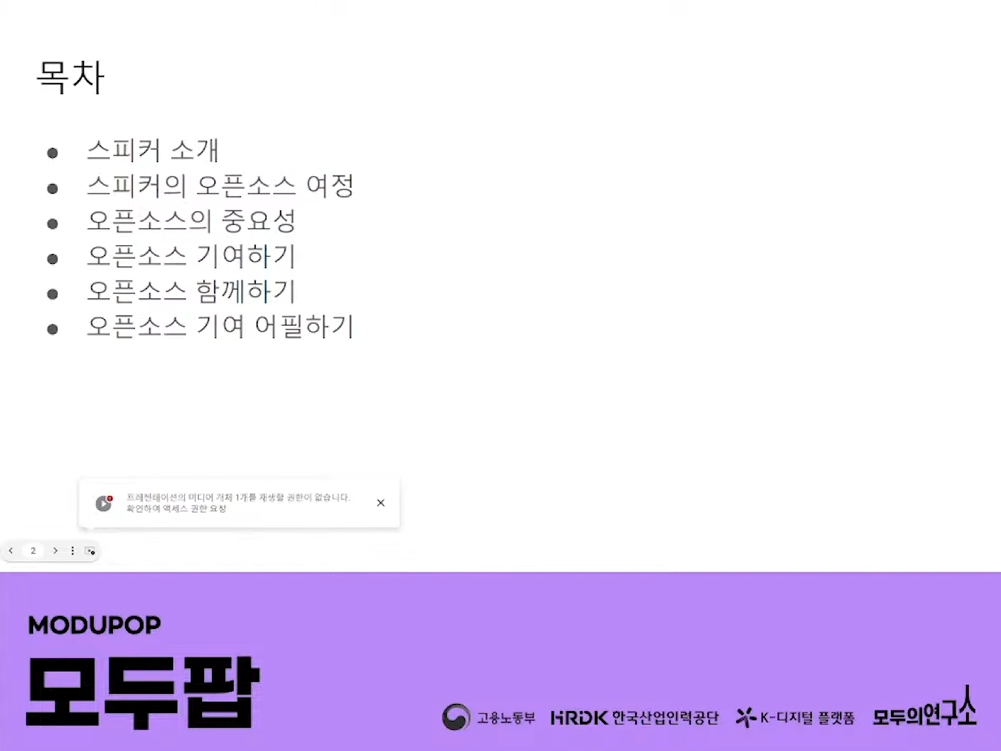 목차
스피커 소개
스피커의 오픈소스 여정
오픈소스의 중요성
오픈소스 기여하기
오픈소스 함께하기
오픈소스 기여 어필하기
프레젠테이션의 미디어 개체 1개를 재생할 권한이 없습니다.
확인하여 액세스 권한 요청
2
MODUPOP
모두팝
고용노동부 HRDK 한국산업인력공단 K-디지털 플랫폼 모두의연구소